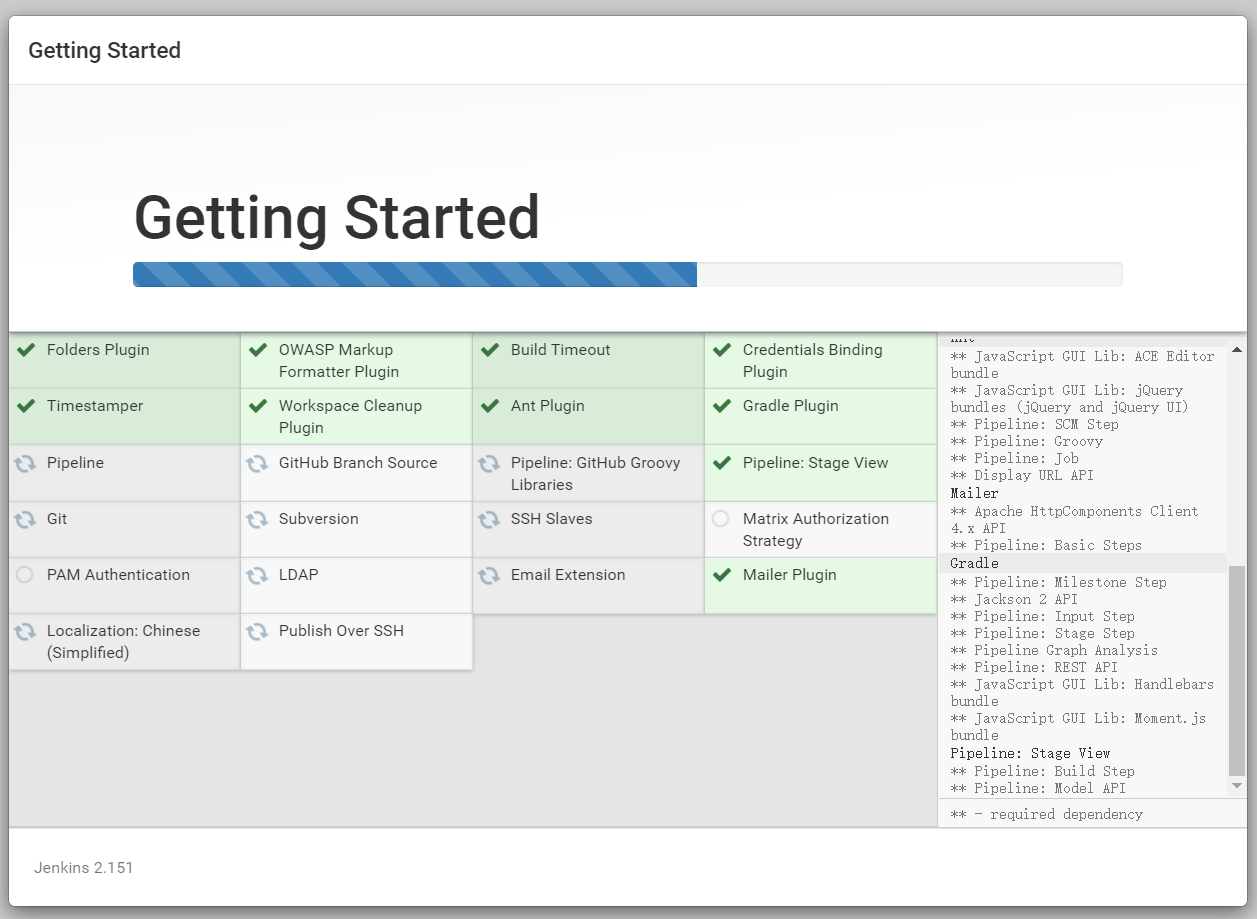 Getting Started
Getting Started
Folders Plugin
OWASP Markup
Formatter Plugin
Build Timeout
Credentials Binding
Plugin
Timestamper
Workspace Cleanup
Plugin
Ant Plugin
Gradle Plugin
Pipeline
GitHub Branch Source
Pipeline: GitHub Groovy
Libraries
Pipeline: Stage View
Git
Subversion
SSH Slaves
Matrix Authorization
Strategy
PAM Authentication
LDAP
Email Extension
Mailer Plugin
Localization: Chinese
(Simplified)
Publish Over SSH
** JavaScript GUI Lib: ACE Editor
bundle
** JavaScript GUI Lib: jQuery
bundles (jQuery and jQuery UI)
** Pipeline: SCM Step
** Pipeline: Groovy
** Pipeline: Job
** Display URL API
Mailer
** Apache HttpComponents Client
4.x API
** Pipeline: Basic Steps
Gradle
** Pipeline: Milestone Step
** Jackson 2 API
** Pipeline: Input Step
** Pipeline: Stage Step
** Pipeline Graph Analysis
** Pipeline: REST API
** JavaScript GUI Lib: Handlebars
bundle
** JavaScript GUI Lib: Moment.js
bundle
Pipeline: Stage View
** Pipeline: Build Step
** Pipeline: Model API
** - required dependency
Jenkins 2.151